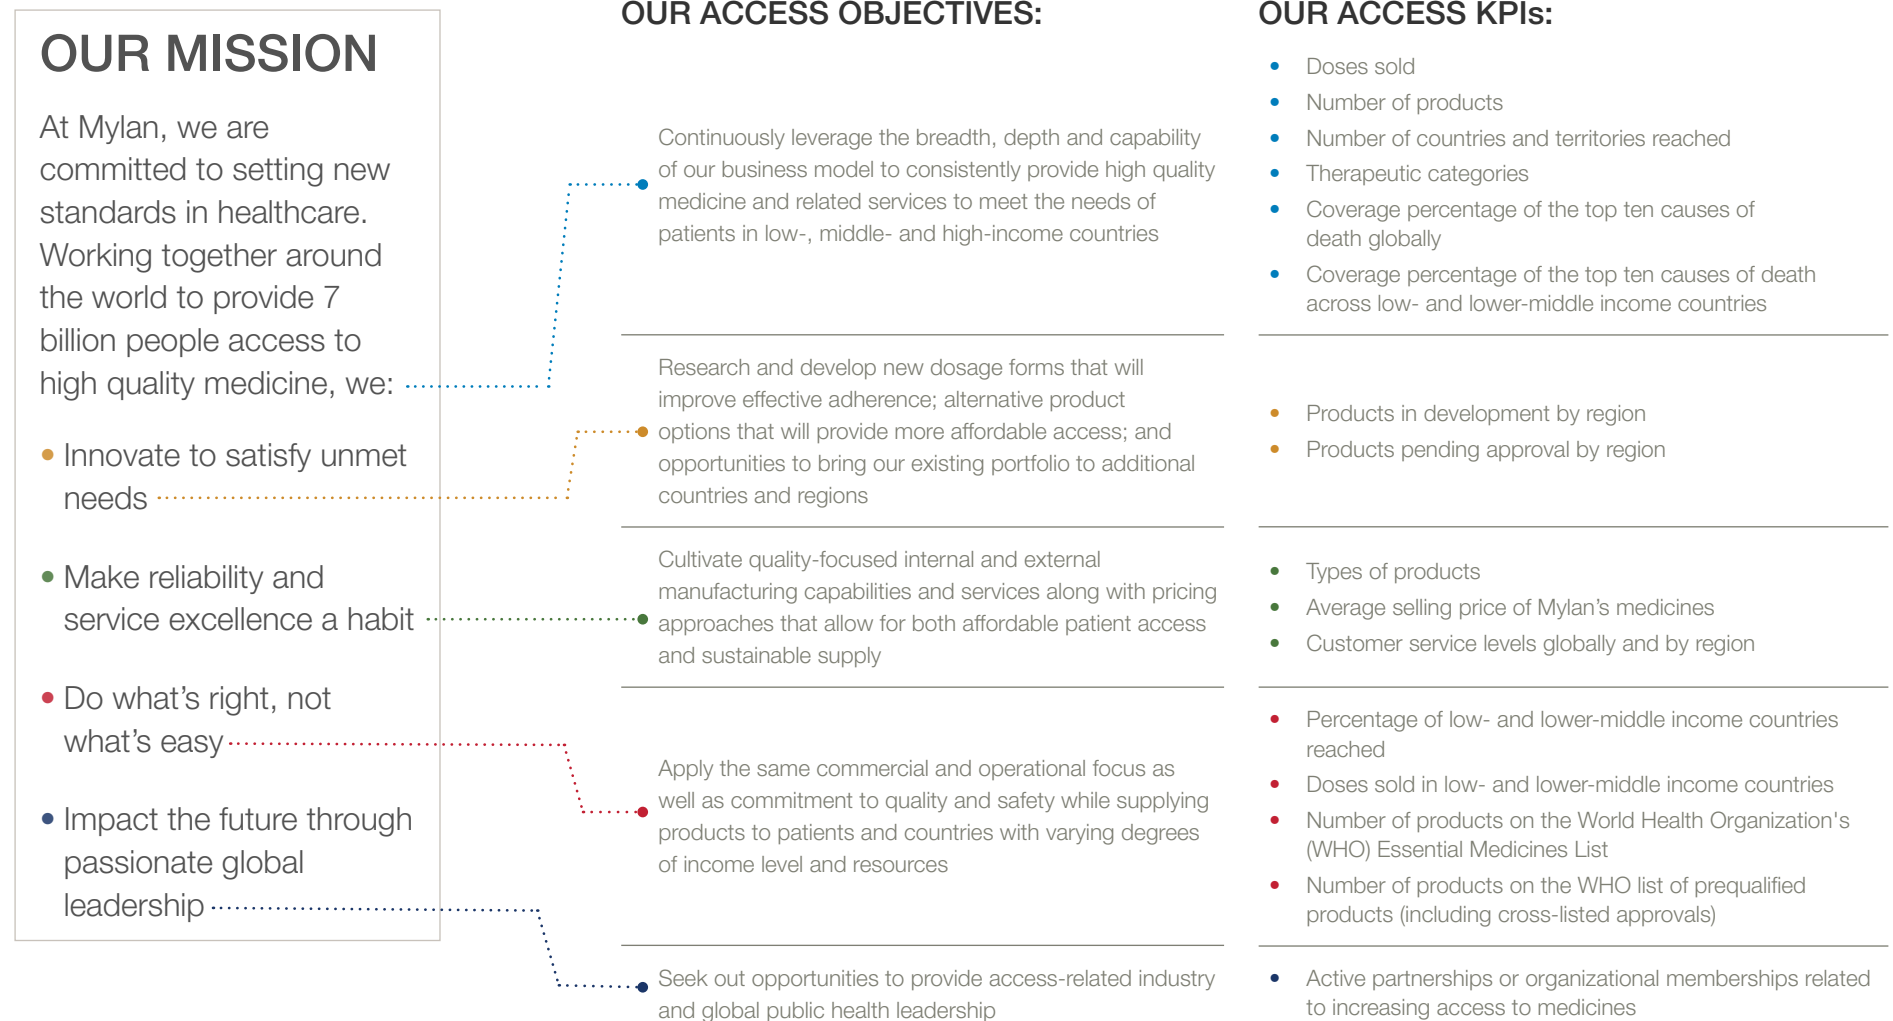 OUR MISSION
At Mylan, we are
committed to setting new
standards in healthcare.
Working together around
the world to provide 7
billion people access to
high quality medicine, we:
• Innovate to satisfy unmet
needs
• Make reliability and
service excellence a habit
• Do what’s right, not
what’s easy
• Impact the future through
passionate global
leadership
OUR ACCESS OBJECTIVES:
Continuously leverage the breadth, depth and capability
of our business model to consistently provide high quality
medicine and related services to meet the needs of
patients in low-, middle- and high-income countries
Research and develop new dosage forms that will
improve effective adherence; alternative product
options that will provide more affordable access; and
opportunities to bring our existing portfolio to additional
countries and regions
Cultivate quality-focused internal and external
manufacturing capabilities and services along with pricing
approaches that allow for both affordable patient access
and sustainable supply
Apply the same commercial and operational focus as
well as commitment to quality and safety while supplying
products to patients and countries with varying degrees
of income level and resources
Seek out opportunities to provide access-related industry
and global public health leadership
OUR ACCESS KPIs:
• Doses sold
• Number of products
• Number of countries and territories reached
• Therapeutic categories
• Coverage percentage of the top ten causes of
death globally
• Coverage percentage of the top ten causes of death
across low- and lower-middle income countries
• Products in development by region
• Products pending approval by region
• Types of products
• Average selling price of Mylan’s medicines
• Customer service levels globally and by region
• Percentage of low- and lower-middle income countries
reached
• Doses sold in low- and lower-middle income countries
• Number of products on the World Health Organization's
(WHO) Essential Medicines List
• Number of products on the WHO list of prequalified
products (including cross-listed approvals)
• Active partnerships or organizational memberships related
to increasing access to medicines